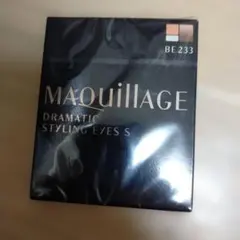 BE 233
MAQuillAGE
DRAMATIC
STYLING EYES S